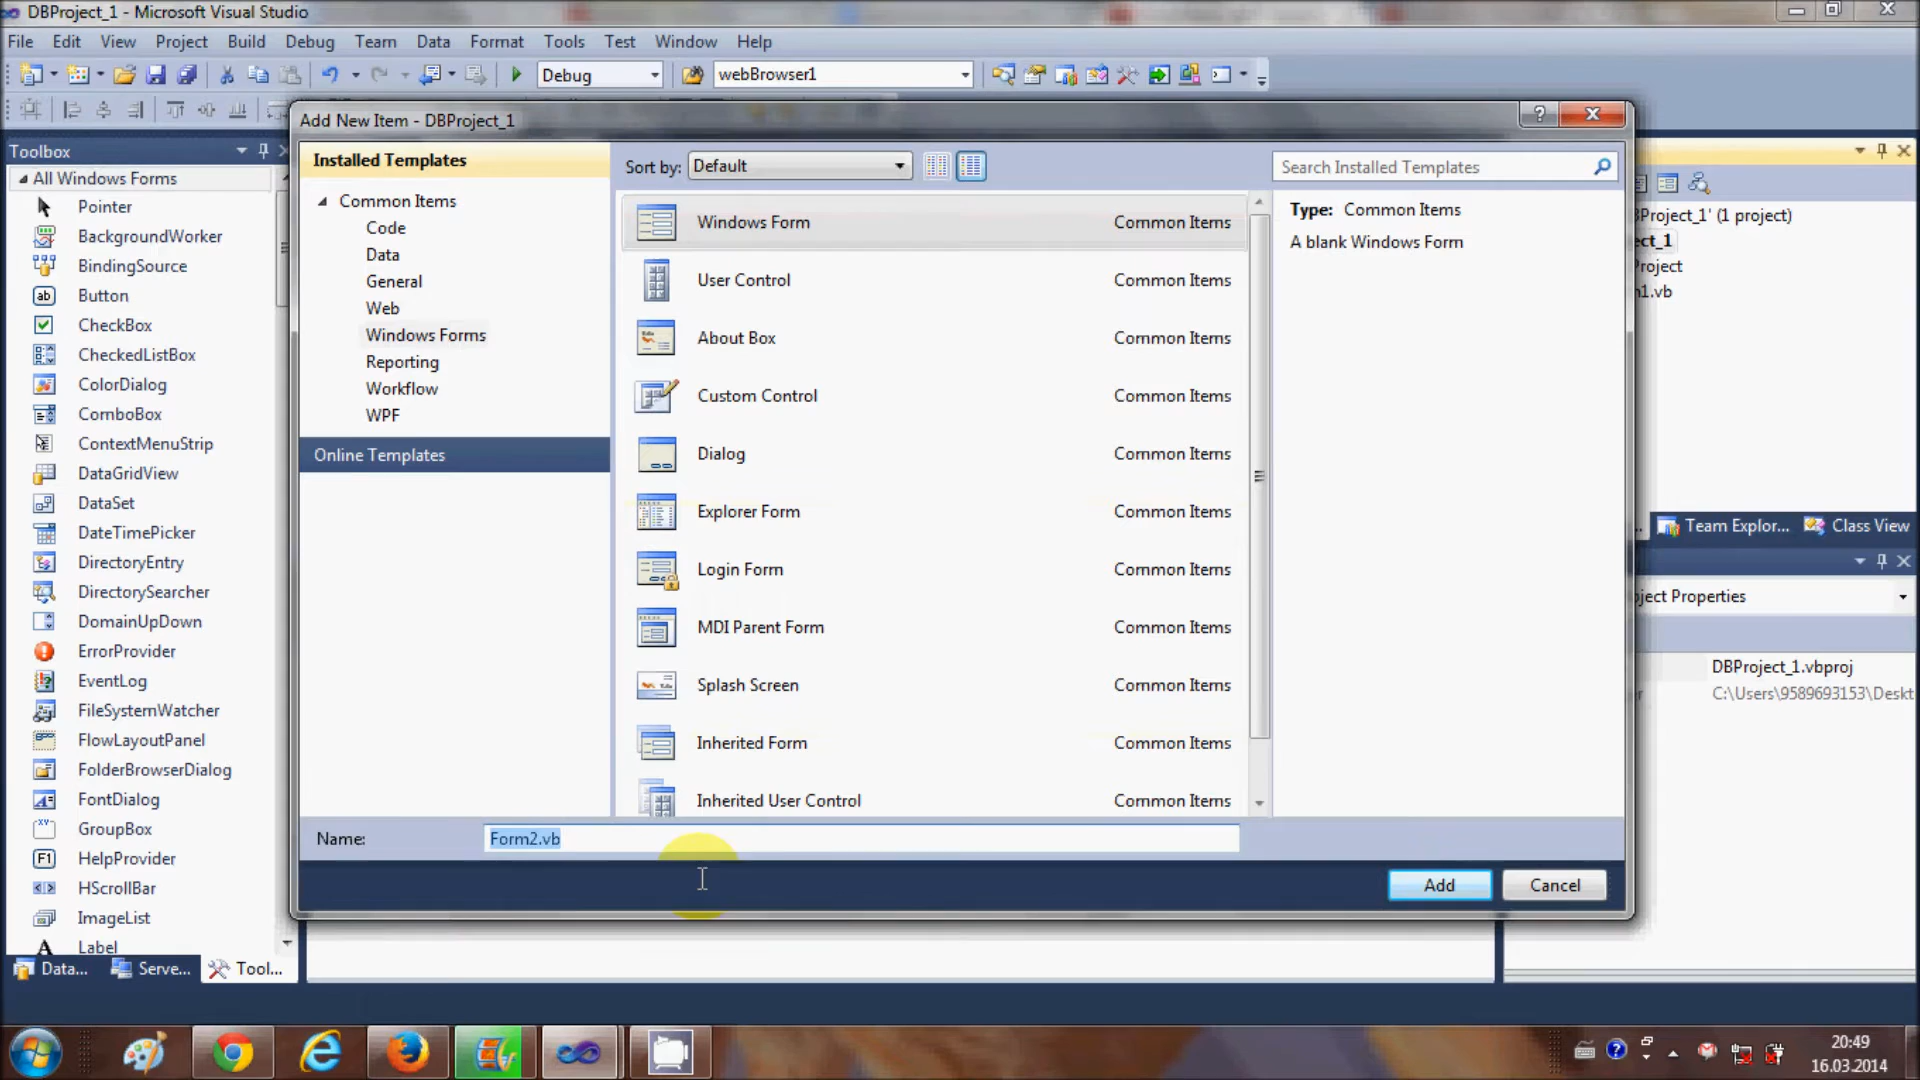 DBProject_1 - Microsoft Visual Studio
File Edit View Project Build Debug Team Data Format Tools Test Window Help
Debug webBrowser1
Add New Item - DBProject_1
Toolbox
All Windows Forms
Pointer
BackgroundWorker
BindingSource
Button
CheckBox
CheckedListBox
ColorDialog
ComboBox
ContextMenuStrip
DataGridView
DataSet
DateTimePicker
DirectoryEntry
DirectorySearcher
DomainUpDown
ErrorProvider
EventLog
FileSystemWatcher
FlowLayoutPanel
FolderBrowserDialog
FontDialog
GroupBox
HelpProvider
HScrollBar
ImageList
Label
Data... Serve... Tool...
Installed Templates
Common Items
Code
Data
General
Web
Windows Forms
Reporting
Workflow
WPF
Online Templates
Sort by: Default
Search Installed Templates
Windows Form Common Items
User Control Common Items
About Box Common Items
Custom Control Common Items
Dialog Common Items
Explorer Form Common Items
Login Form Common Items
MDI Parent Form Common Items
Splash Screen Common Items
Inherited Form Common Items
Inherited User Control Common Items
Type: Common Items
A blank Windows Form
Name: Form2.vb
Add Cancel
BProject_1' (1 project)
ect_1
Project
n1.vb
Team Explor... Class View
ject Properties
DBProject_1.vbproj
C:\Users\9589693153\Deskt
20:49
16.03.2014